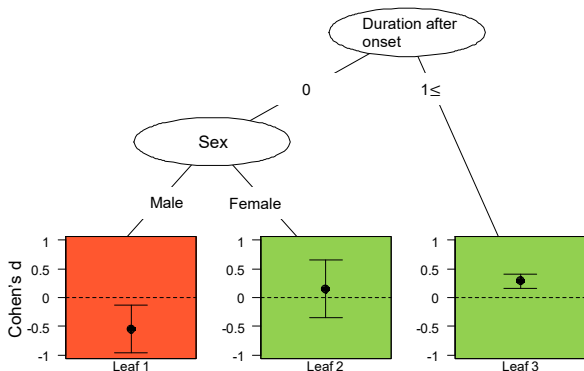 Duration after
onset
0
1≤
Sex
Male
Female
Cohen's d
1
0.5
0
-0.5
-1
1
0.5
0
-0.5
-1
1
0.5
0
-0.5
-1
Leaf 1
Leaf 2
Leaf 3